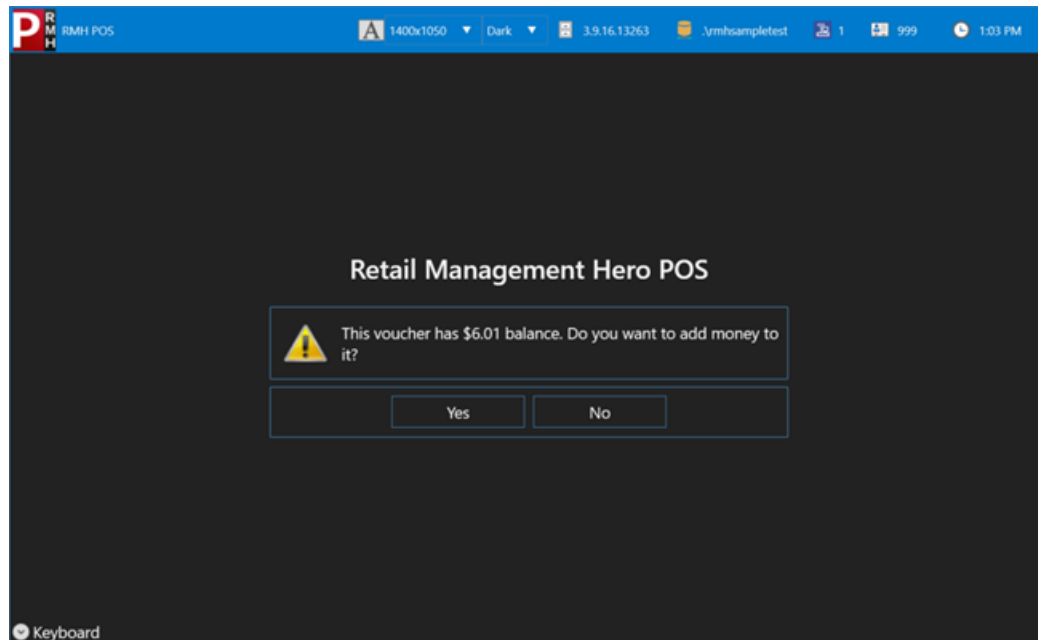 P RMH RMH POS A 1400x1050 Dark 3.9.16.13263 .\rmhsampletest 1 999 1:03 PM
Retail Management Hero POS
This voucher has $6.01 balance. Do you want to add money to
it?
Yes No
Keyboard